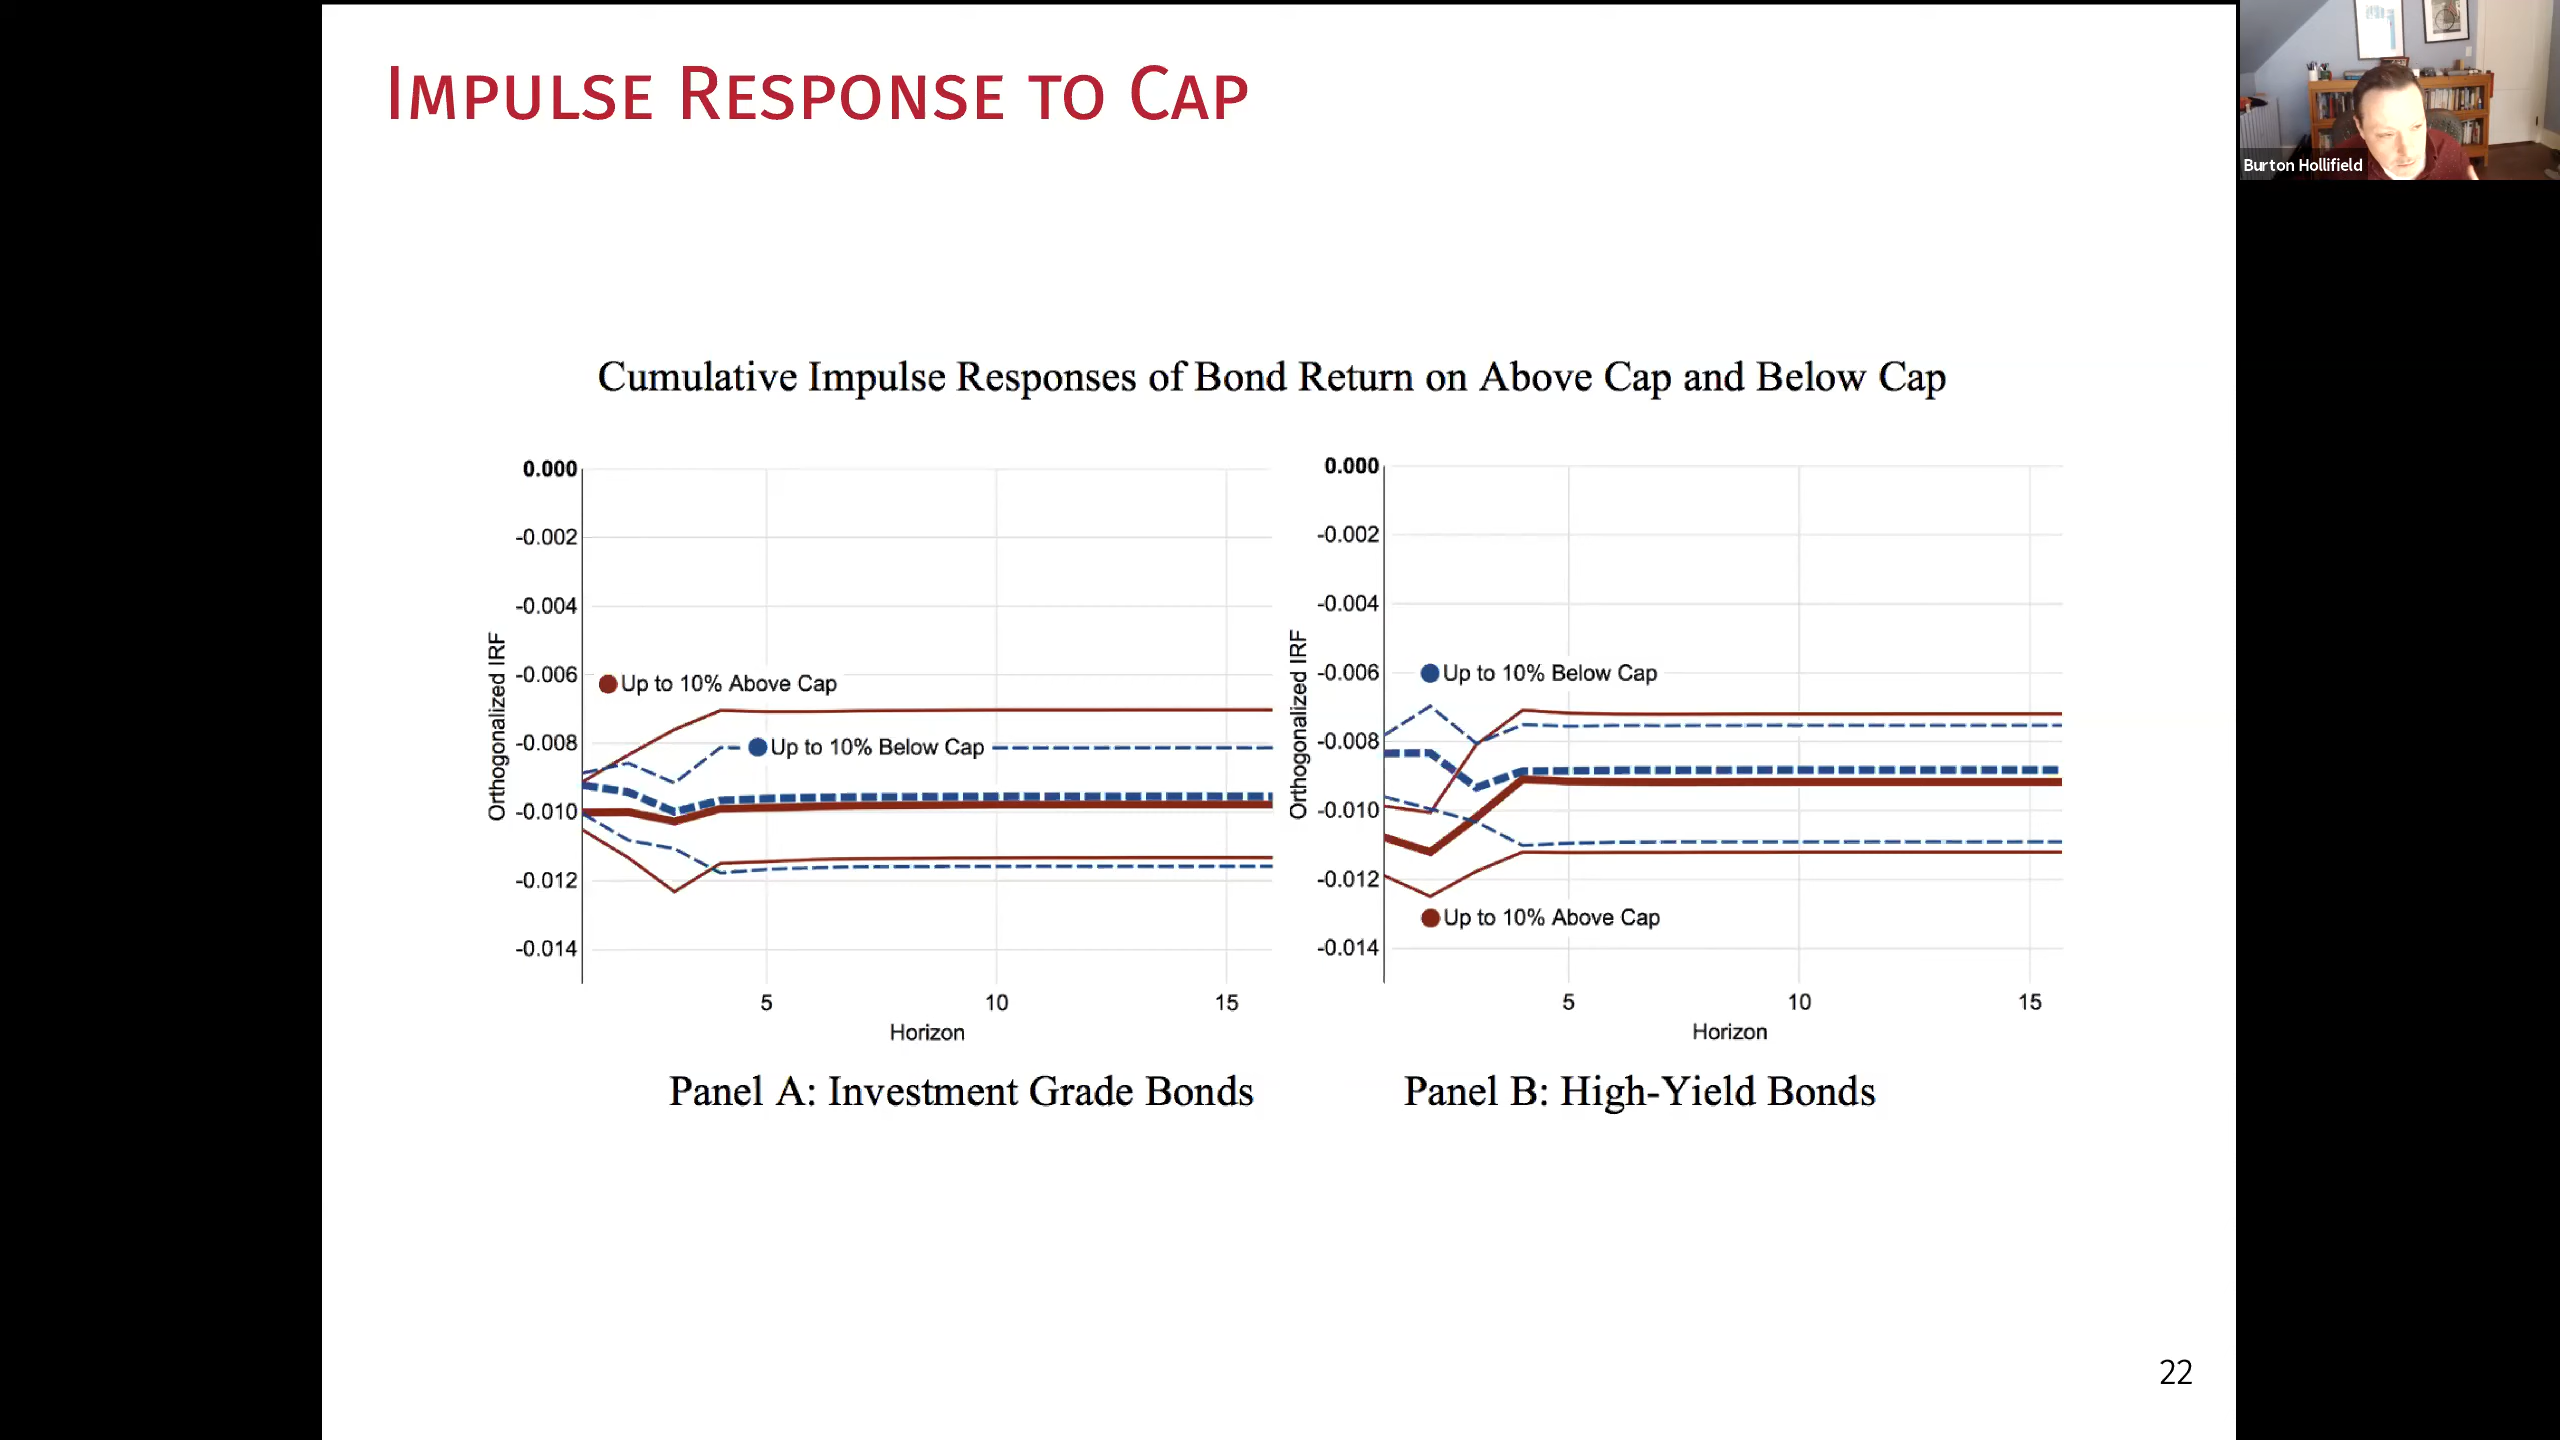 IMPULSE RESPONSE TO CAP
Burton Hollifield
Cumulative Impulse Responses of Bond Return on Above Cap and Below Cap
0.000
-0.002
-0.004
-0.006
-0.008
-0.010
-0.012
-0.014
Orthogonalized IRF
Up to 10% Above Cap
Up to 10% Below Cap
5
10
15
Horizon
Panel A: Investment Grade Bonds
0.000
-0.002
-0.004
-0.006
-0.008
-0.010
-0.012
-0.014
Orthogonalized IRF
Up to 10% Below Cap
Up to 10% Above Cap
5
10
15
Horizon
Panel B: High-Yield Bonds
22